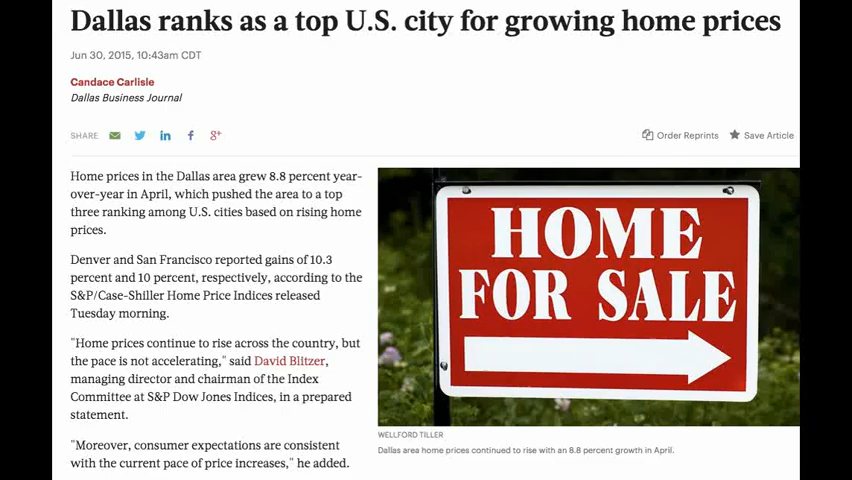 Dallas ranks as a top U.S. city for growing home prices
Jun 30, 2015, 10:43am CDT
Candace Carlisle
Dallas Business Journal
SHARE
Order Reprints
Save Article
Home prices in the Dallas area grew 8.8 percent year-
over-year in April, which pushed the area to a top
three ranking among U.S. cities based on rising home
prices.
Denver and San Francisco reported gains of 10.3
percent and 10 percent, respectively, according to the
S&P/Case-Shiller Home Price Indices released
Tuesday morning.
"Home prices continue to rise across the country, but
the pace is not accelerating," said David Blitzer,
managing director and chairman of the Index
Committee at S&P Dow Jones Indices, in a prepared
statement.
"Moreover, consumer expectations are consistent
with the current pace of price increases," he added.
HOME
FOR SALE
WELLFORD TILLER
Dallas area home prices continued to rise with an 8.8 percent growth in April.